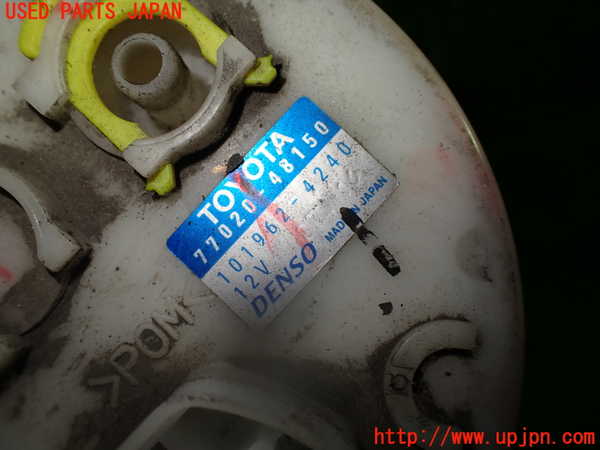 USED PARTS JAPAN
TOYOTA
77020-48150
101962-4240
12V
DENSO MADE IN JAPAN
>POM<
http://www.upjpn.com/